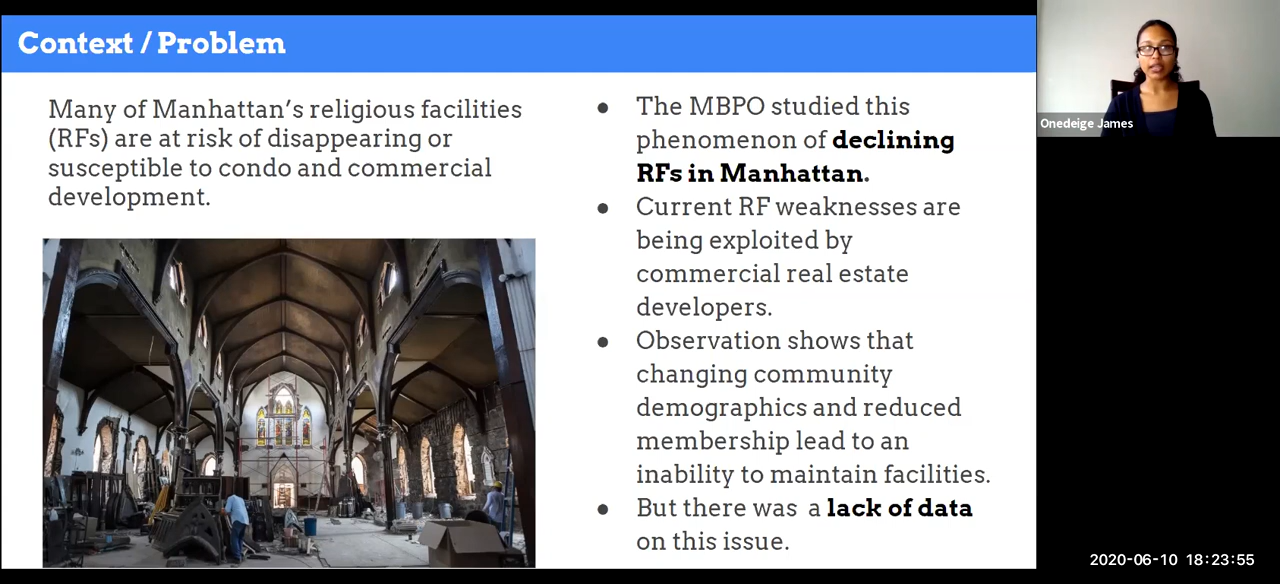 Context / Problem
Many of Manhattan's religious facilities
(RFs) are at risk of disappearing or
susceptible to condo and commercial
development.
● The MBPO studied this
phenomenon of declining
RFs in Manhattan.
● Current RF weaknesses are
being exploited by
commercial real estate
developers.
● Observation shows that
changing community
demographics and reduced
membership lead to an
inability to maintain facilities.
● But there was a lack of data
on this issue.
Onedeige James
2020-06-10 18:23:55